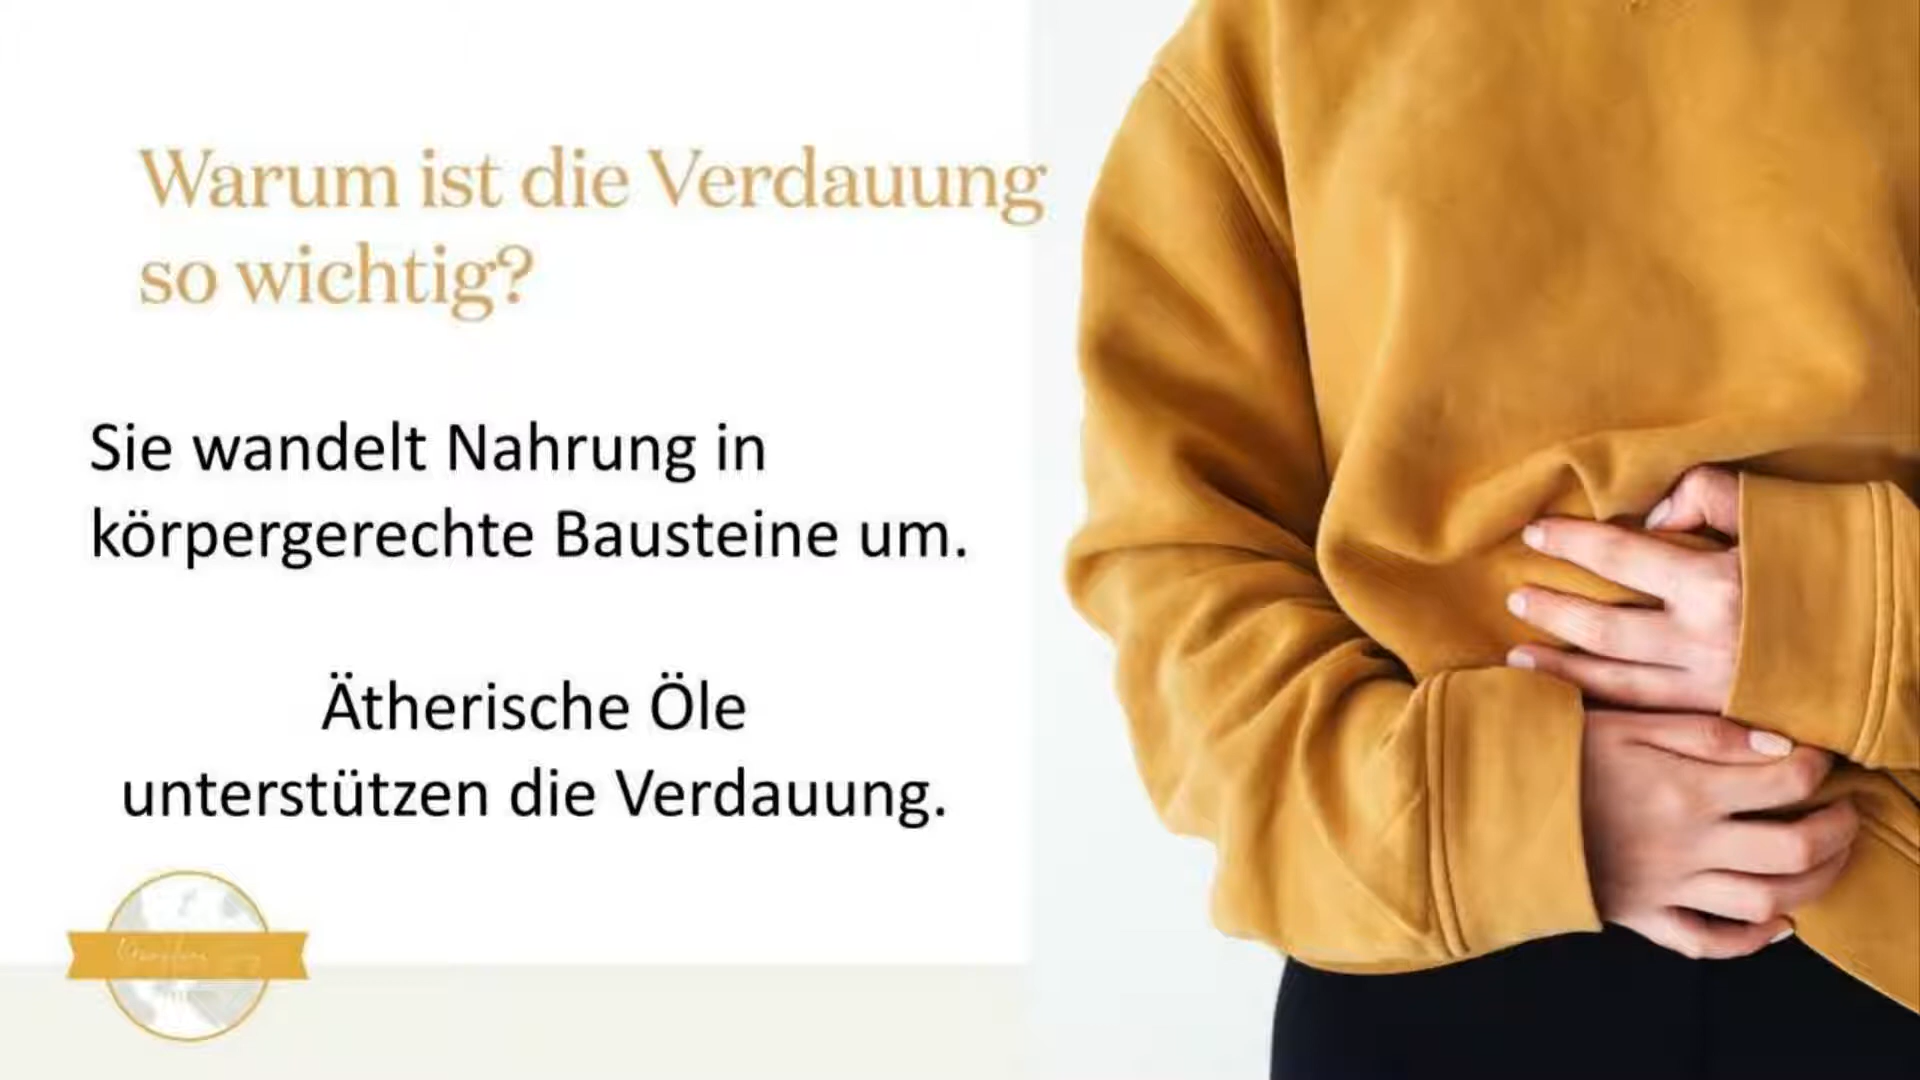 Warum ist die Verdauung
so wichtig?
Sie wandelt Nahrung in
körpergerechte Bausteine um.
Ätherische Öle
unterstützen die Verdauung.